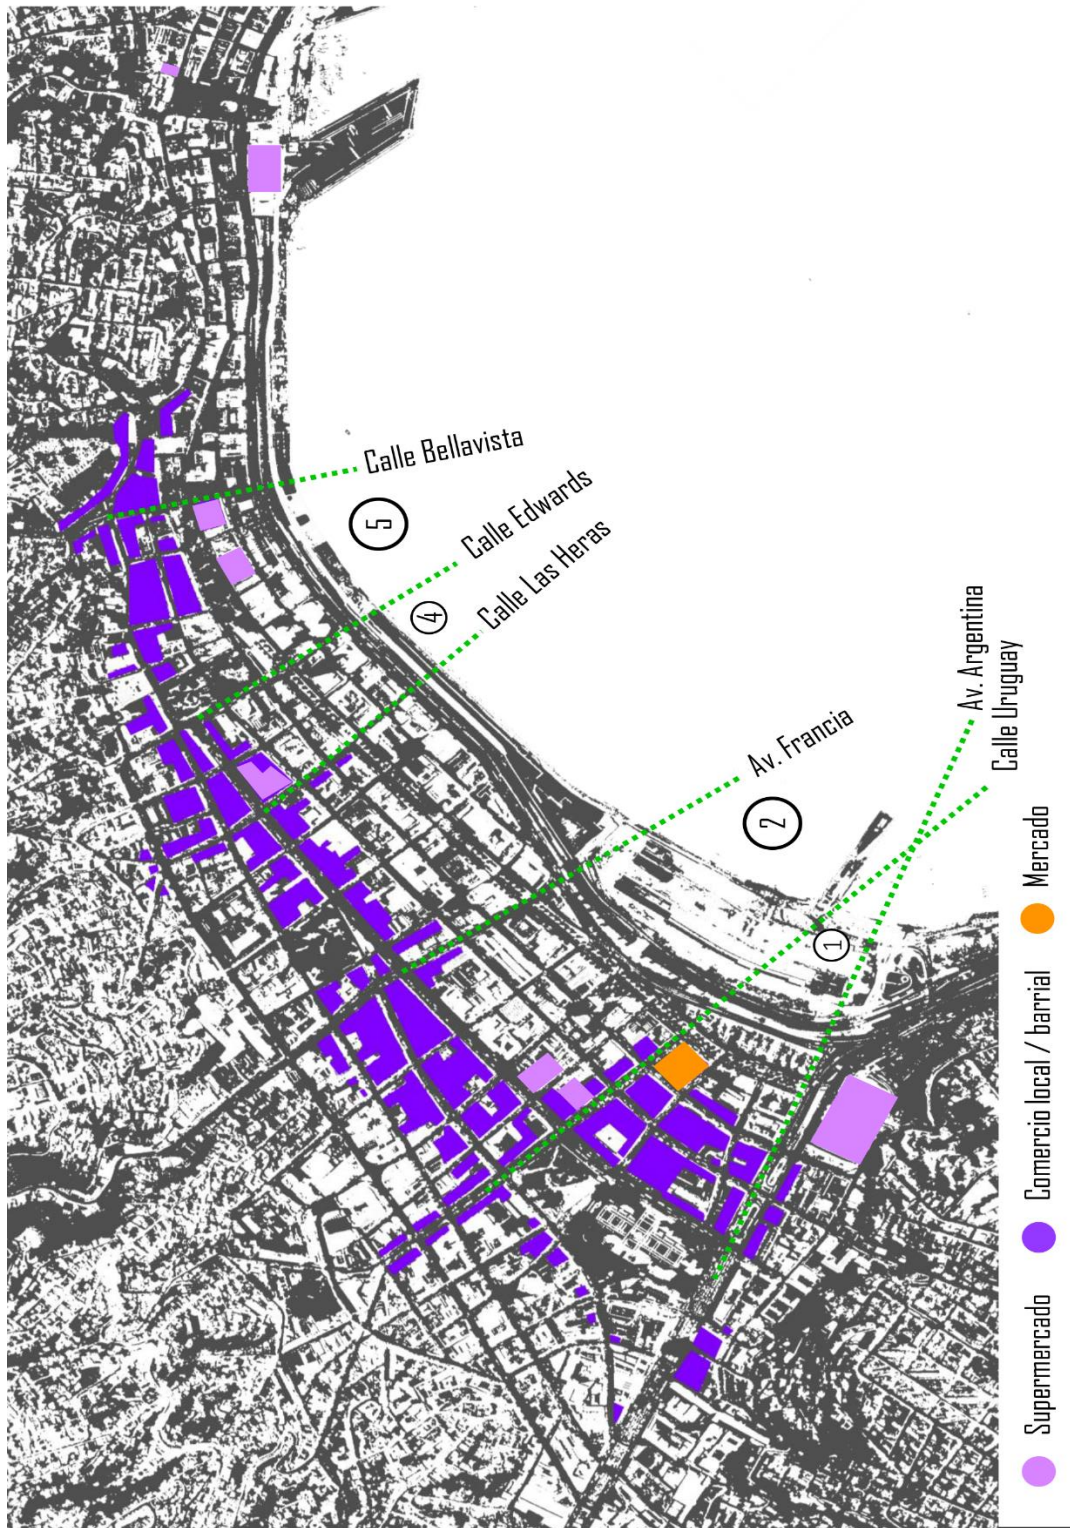 Calle Bellavista
5
Calle Edwards
4
Calle Las Heras
Av. Francia
2
Av. Argentina
Calle Uruguay
1
Supermercado
Comercio local / barrial
Mercado